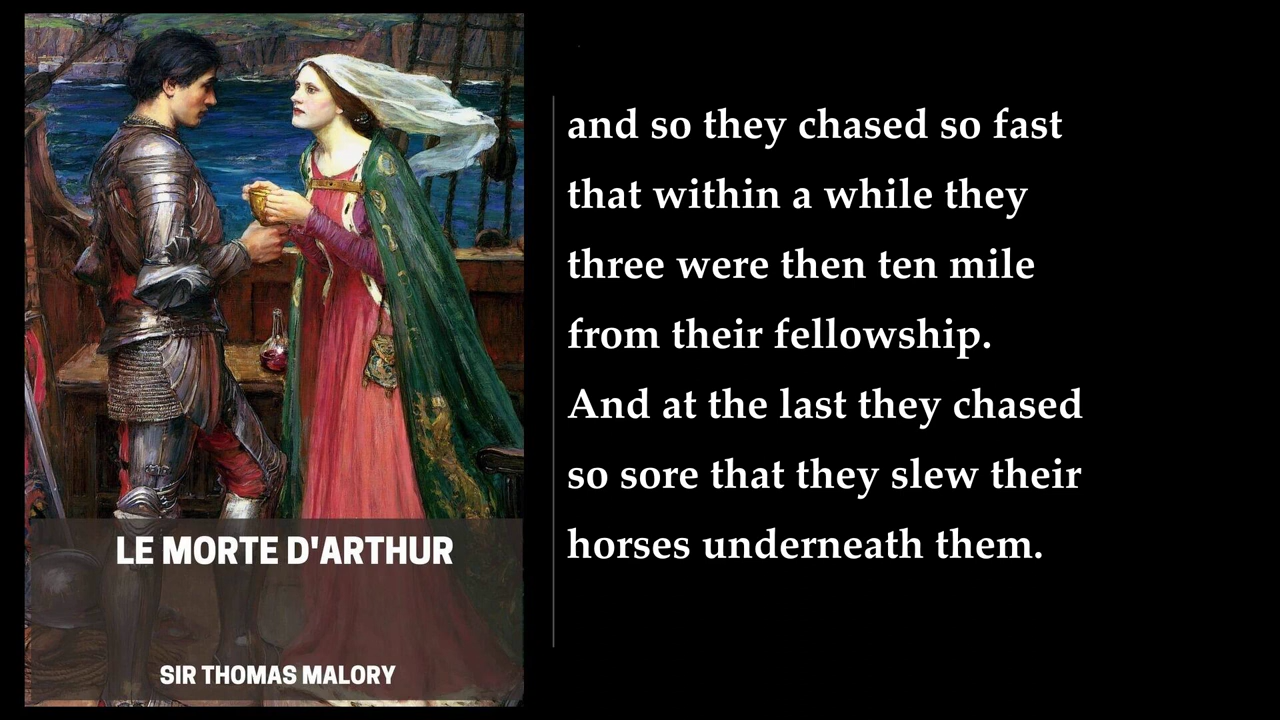 LE MORTE D'ARTHUR
SIR THOMAS MALORY
and so they chased so fast
that within a while they
three were then ten mile
from their fellowship.
And at the last they chased
so sore that they slew their
horses underneath them.